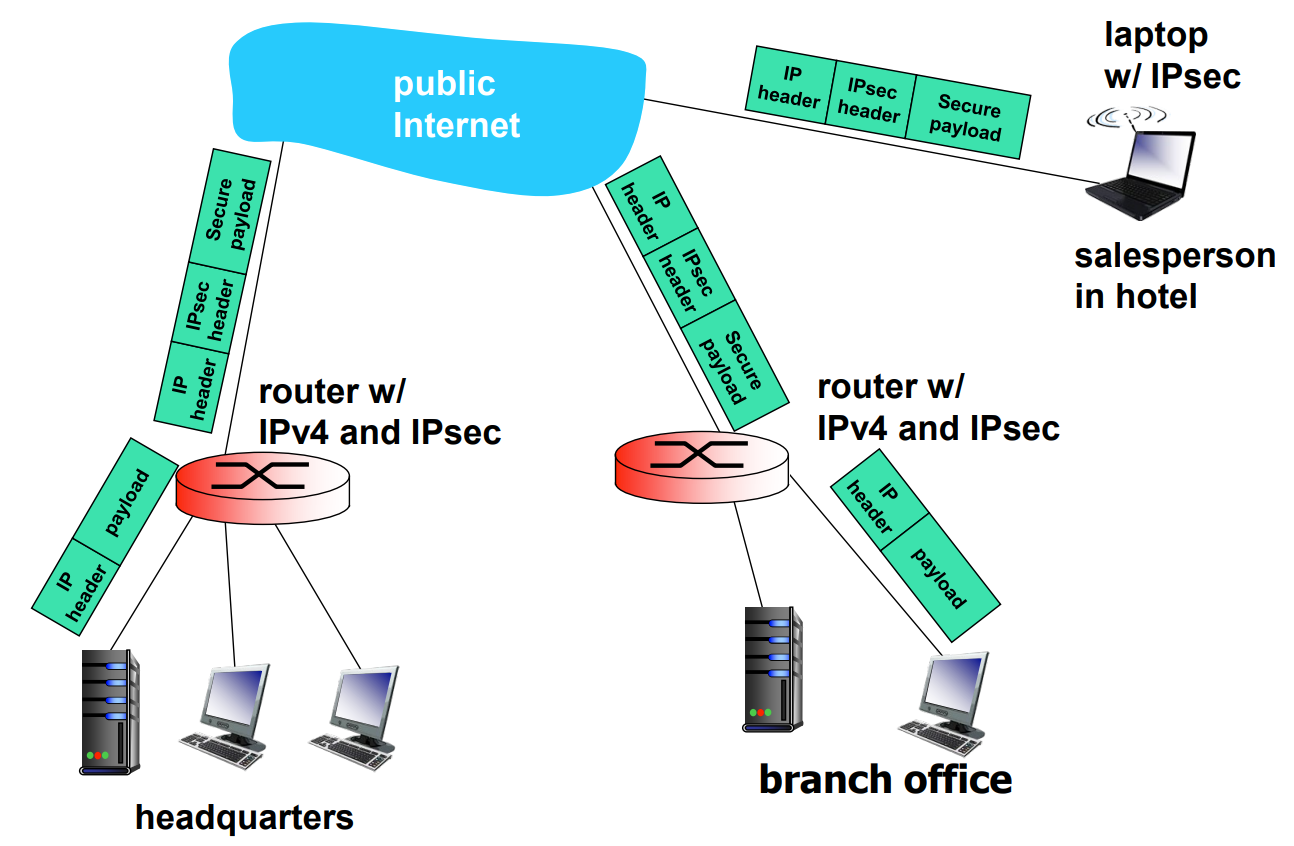 public
Internet
IP
header
IPsec
header
Secure
payload
laptop
w/ IPsec
salesperson
in hotel
Secure
payload
IPsec
header
IP
header
IP
header
IPsec
header
Secure
payload
router w/
IPv4 and IPsec
router w/
IPv4 and IPsec
payload
IP
header
IP
header
payload
headquarters
branch office